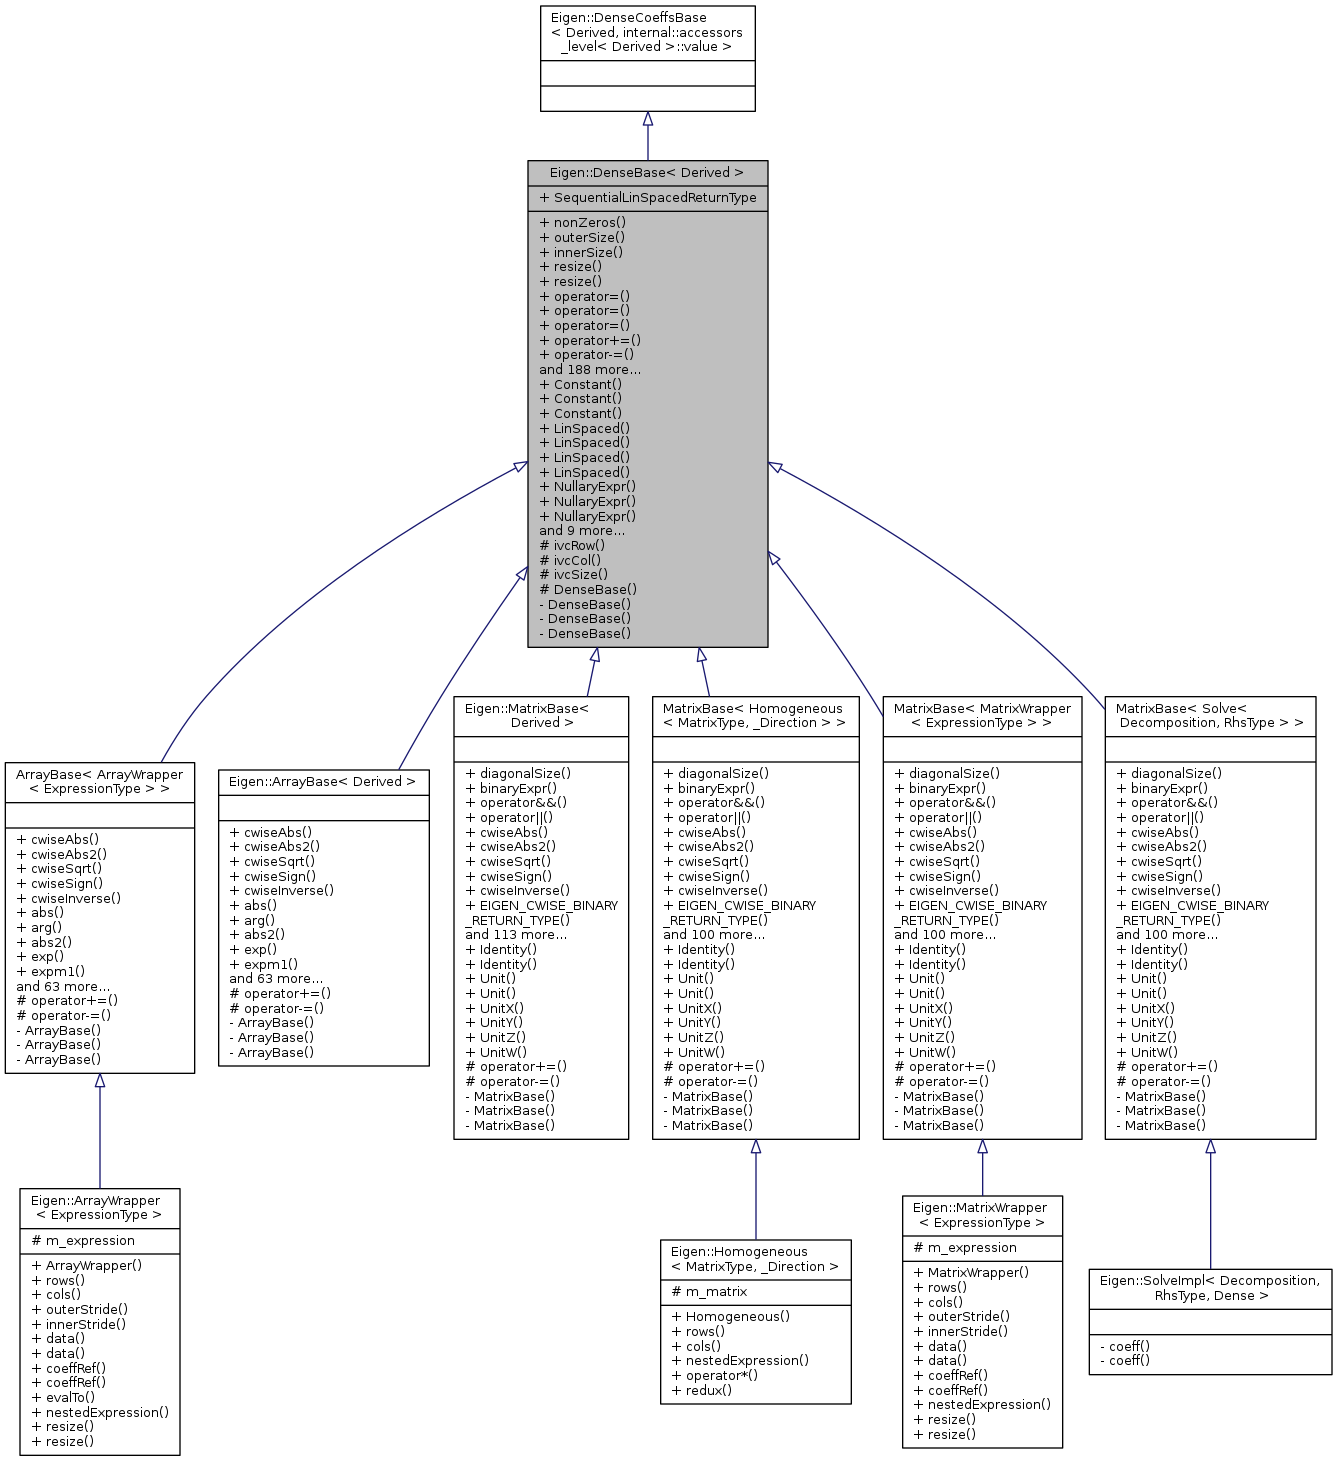 Eigen::DenseCoeffsBase
< Derived, internal::accessors
_level< Derived >::value >
Eigen::DenseBase< Derived >
+ SequentialLinSpacedReturnType
+ nonZeros()
+ outerSize()
+ innerSize()
+ resize()
+ resize()
+ operator=()
+ operator=()
+ operator=()
+ operator+=()
+ operator-=()
and 188 more...
+ Constant()
+ Constant()
+ Constant()
+ LinSpaced()
+ LinSpaced()
+ LinSpaced()
+ LinSpaced()
+ NullaryExpr()
+ NullaryExpr()
+ NullaryExpr()
and 9 more...
# ivcRow()
# ivcCol()
# ivcSize()
# DenseBase()
- DenseBase()
- DenseBase()
- DenseBase()
ArrayBase< ArrayWrapper
< ExpressionType > >
+ cwiseAbs()
+ cwiseAbs2()
+ cwiseSqrt()
+ cwiseSign()
+ cwiseInverse()
+ abs()
+ arg()
+ abs2()
+ exp()
+ expm1()
and 63 more...
# operator+=()
# operator-=()
- ArrayBase()
- ArrayBase()
- ArrayBase()
Eigen::ArrayBase< Derived >
+ cwiseAbs()
+ cwiseAbs2()
+ cwiseSqrt()
+ cwiseSign()
+ cwiseInverse()
+ abs()
+ arg()
+ abs2()
+ exp()
+ expm1()
and 63 more...
# operator+=()
# operator-=()
- ArrayBase()
- ArrayBase()
- ArrayBase()
Eigen::MatrixBase<
Derived >
+ diagonalSize()
+ binaryExpr()
+ operator&&()
+ operator||()
+ cwiseAbs()
+ cwiseAbs2()
+ cwiseSqrt()
+ cwiseSign()
+ cwiseInverse()
+ EIGEN_CWISE_BINARY
_RETURN_TYPE()
and 113 more...
+ Identity()
+ Identity()
+ Unit()
+ Unit()
+ UnitX()
+ UnitY()
+ UnitZ()
+ UnitW()
# operator+=()
# operator-=()
- MatrixBase()
- MatrixBase()
- MatrixBase()
MatrixBase< Homogeneous
< MatrixType, _Direction > >
+ diagonalSize()
+ binaryExpr()
+ operator&&()
+ operator||()
+ cwiseAbs()
+ cwiseAbs2()
+ cwiseSqrt()
+ cwiseSign()
+ cwiseInverse()
+ EIGEN_CWISE_BINARY
_RETURN_TYPE()
and 100 more...
+ Identity()
+ Identity()
+ Unit()
+ Unit()
+ UnitX()
+ UnitY()
+ UnitZ()
+ UnitW()
# operator+=()
# operator-=()
- MatrixBase()
- MatrixBase()
- MatrixBase()
MatrixBase< MatrixWrapper
< ExpressionType > >
+ diagonalSize()
+ binaryExpr()
+ operator&&()
+ operator||()
+ cwiseAbs()
+ cwiseAbs2()
+ cwiseSqrt()
+ cwiseSign()
+ cwiseInverse()
+ EIGEN_CWISE_BINARY
_RETURN_TYPE()
and 100 more...
+ Identity()
+ Identity()
+ Unit()
+ Unit()
+ UnitX()
+ UnitY()
+ UnitZ()
+ UnitW()
# operator+=()
# operator-=()
- MatrixBase()
- MatrixBase()
- MatrixBase()
MatrixBase< Solve<
Decomposition, RhsType > >
+ diagonalSize()
+ binaryExpr()
+ operator&&()
+ operator||()
+ cwiseAbs()
+ cwiseAbs2()
+ cwiseSqrt()
+ cwiseSign()
+ cwiseInverse()
+ EIGEN_CWISE_BINARY
_RETURN_TYPE()
and 100 more...
+ Identity()
+ Identity()
+ Unit()
+ Unit()
+ UnitX()
+ UnitY()
+ UnitZ()
+ UnitW()
# operator+=()
# operator-=()
- MatrixBase()
- MatrixBase()
- MatrixBase()
Eigen::ArrayWrapper
< ExpressionType >
# m_expression
+ ArrayWrapper()
+ rows()
+ cols()
+ outerStride()
+ innerStride()
+ data()
+ data()
+ coeffRef()
+ coeffRef()
+ evalTo()
+ nestedExpression()
+ resize()
+ resize()
Eigen::Homogeneous
< MatrixType, _Direction >
# m_matrix
+ Homogeneous()
+ rows()
+ cols()
+ nestedExpression()
+ operator*()
+ redux()
Eigen::MatrixWrapper
< ExpressionType >
# m_expression
+ MatrixWrapper()
+ rows()
+ cols()
+ outerStride()
+ innerStride()
+ data()
+ data()
+ coeffRef()
+ coeffRef()
+ nestedExpression()
+ resize()
+ resize()
Eigen::SolveImpl< Decomposition,
RhsType, Dense >
- coeff()
- coeff()